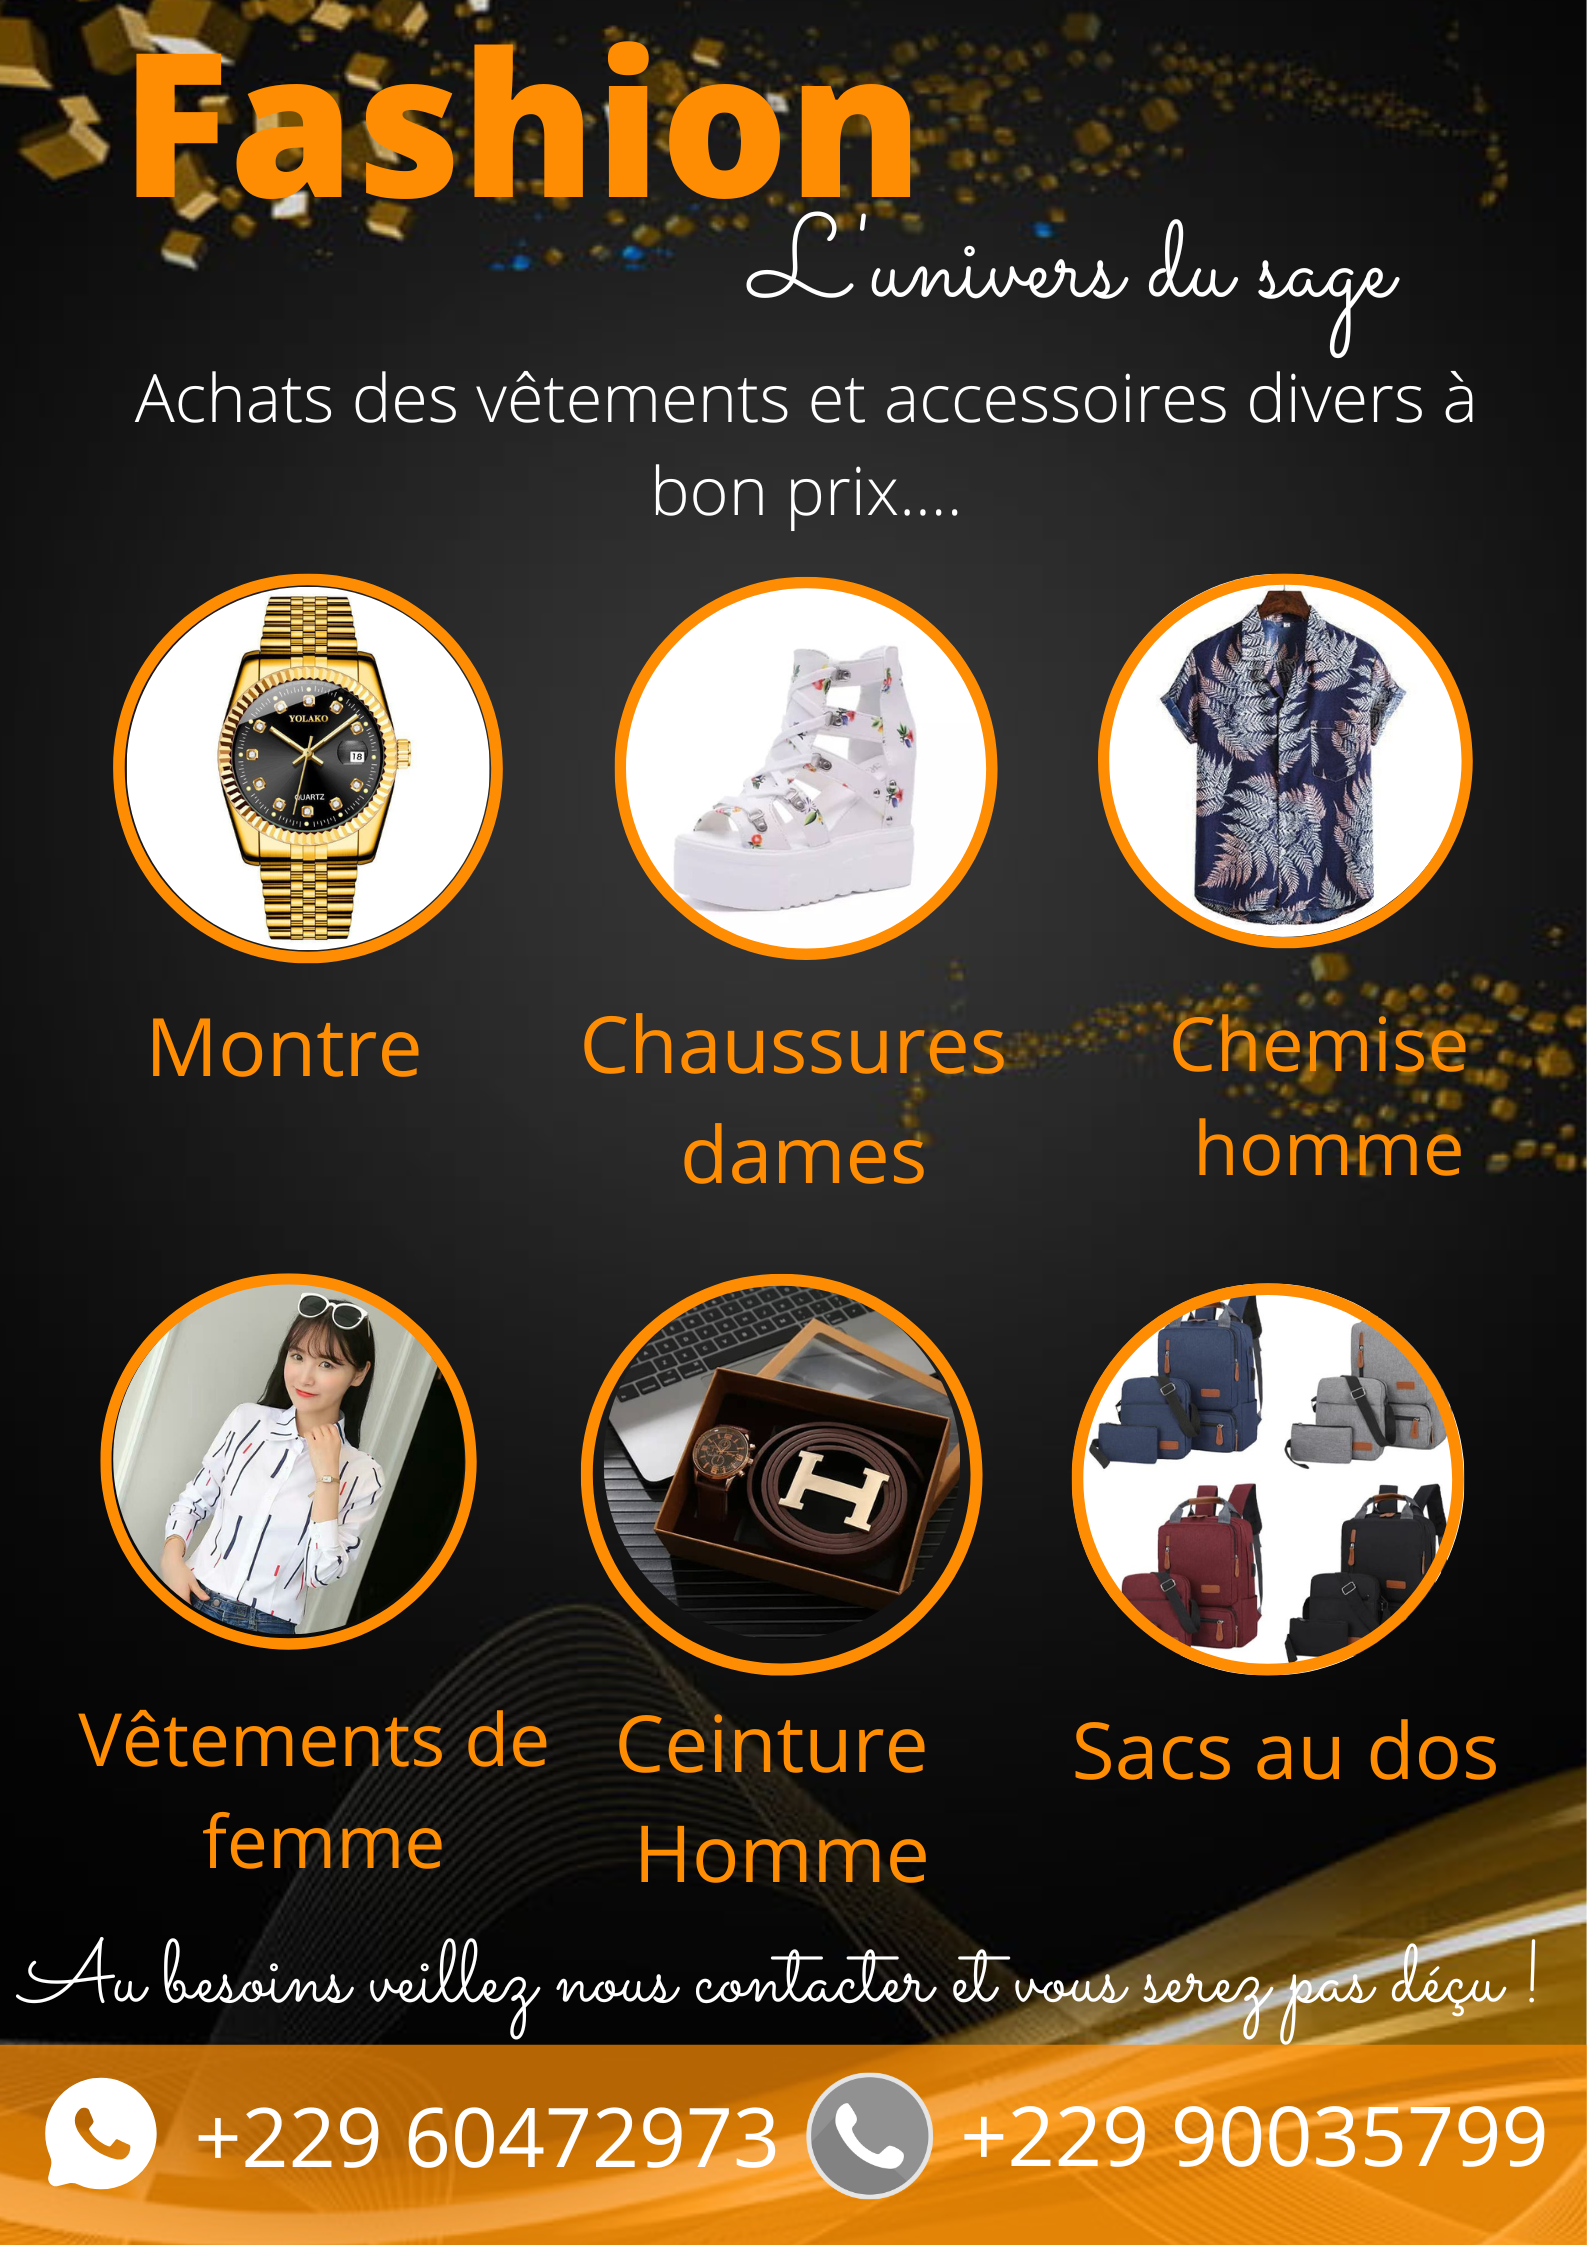 Fashion
L'univers du sage
Achats des vêtements et accessoires divers à
bon prix....
YOLAKO
18
QUARTZ
Montre
Chaussures
dames
Chemise
homme
H
Vêtements de
femme
Ceinture
Homme
Sacs au dos
Au besoins veillez nous contacter et vous serez pas déçu !
+229 60472973
+229 90035799